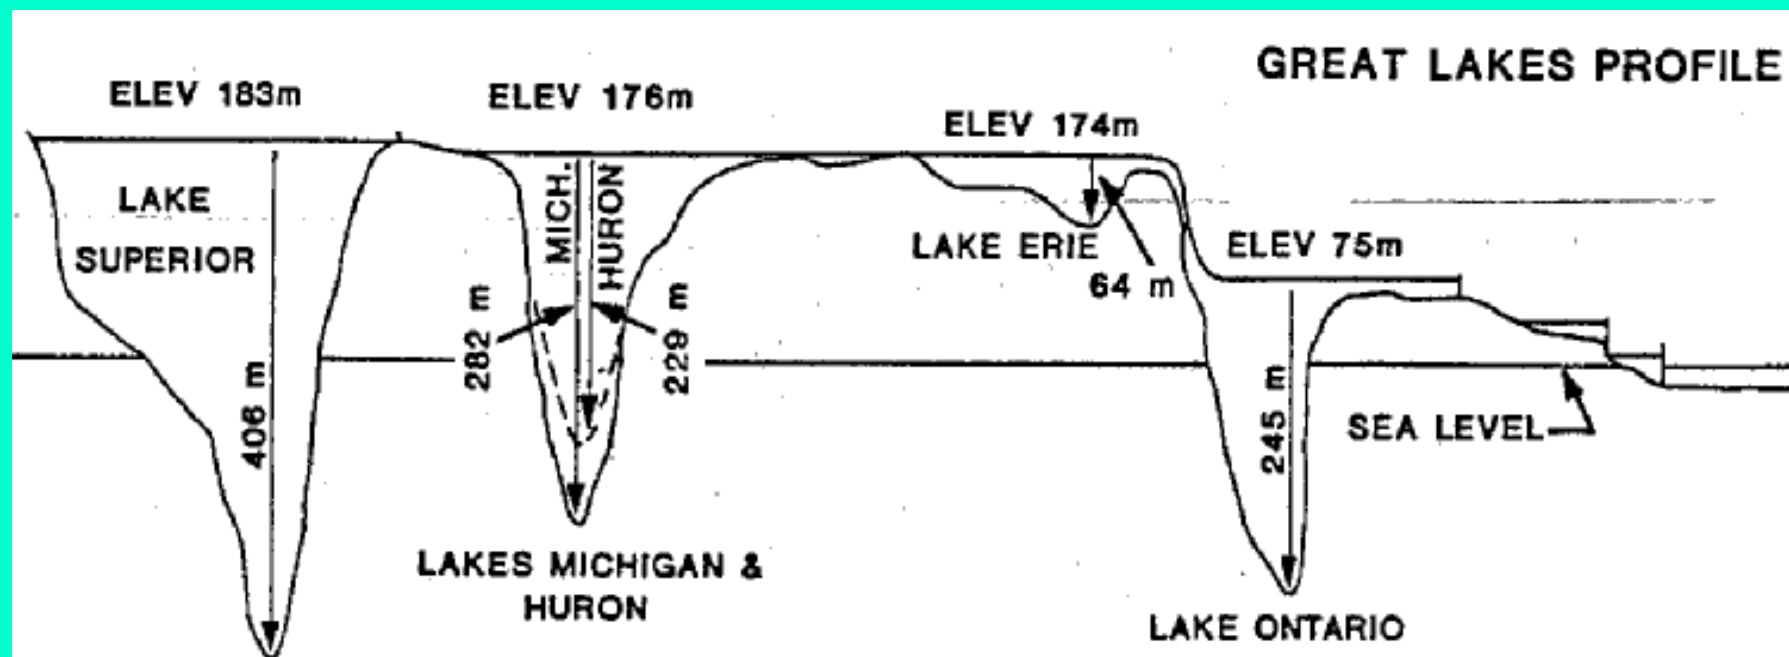 GREAT LAKES PROFILE
ELEV 183m
ELEV 176m
ELEV 174m
LAKE
SUPERIOR
MICH.
HURON
LAKE ERIE
ELEV 75m
64 m
282 m
229 m
406 m
245 m
SEA LEVEL
LAKES MICHIGAN &
HURON
LAKE ONTARIO